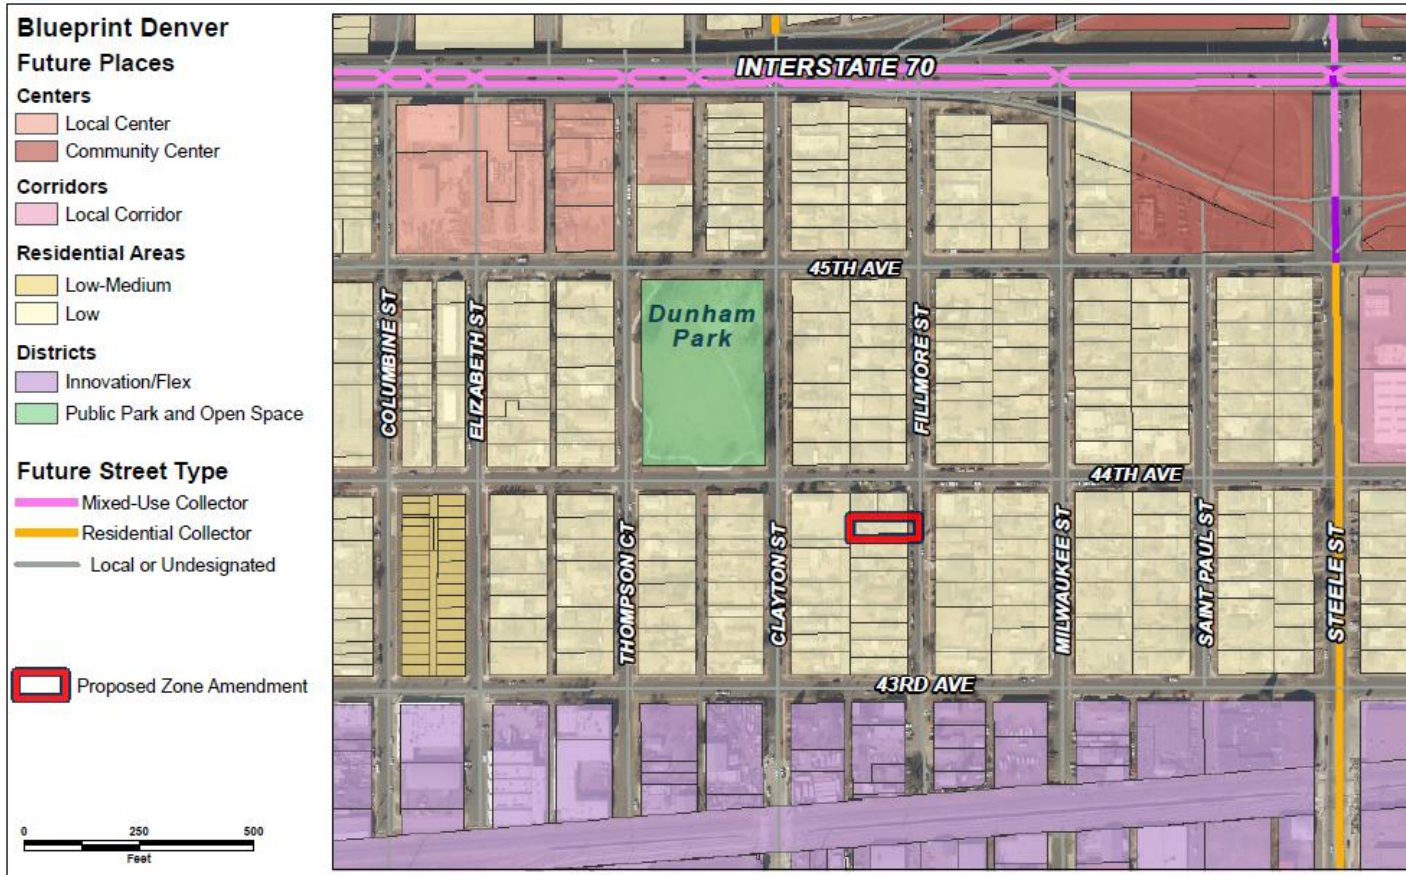 Blueprint Denver
Future Places
Centers
Local Center
Community Center
Corridors
Local Corridor
Residential Areas
Low-Medium
Low
Districts
Innovation/Flex
Public Park and Open Space
Future Street Type
Mixed-Use Collector
Residential Collector
Local or Undesignated
Proposed Zone Amendment
0 250 500
Feet
INTERSTATE 70
45TH AVE
Dunham
Park
COLUMBINE ST
ELIZABETH ST
FILLMORE ST
44TH AVE
THOMPSON CT
CLAYTON ST
MILWAUKEE ST
SAINT PAUL ST
STEELE ST
43RD AVE